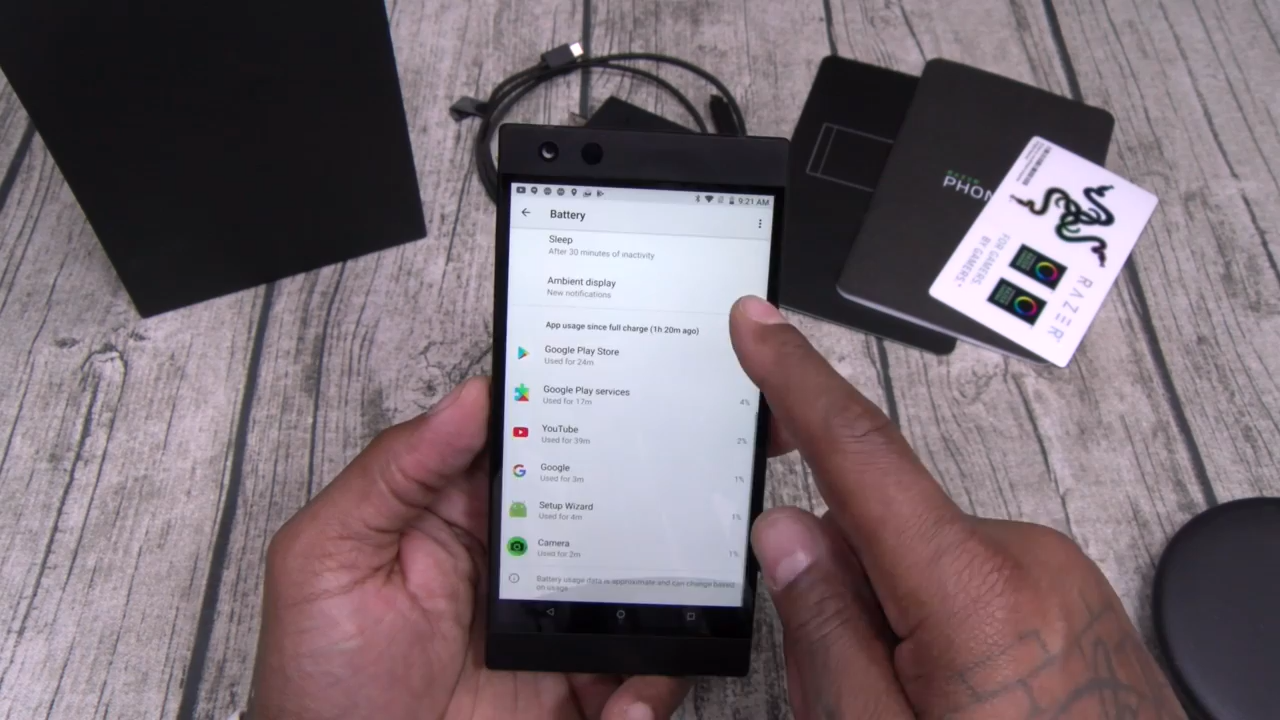 9:21 AM
Battery
Sleep
After 30 minutes of inactivity
Ambient display
New notifications
App usage since full charge (1h 20m ago)
Google Play Store
Used for 24m
Google Play services
Used for 17m
4%
YouTube
Used for 39m
2%
Google
Used for 3m
1%
Setup Wizard
Used for 4m
1%
Camera
Used for 2m
1%
Battery usage data is approximate and can change based
on usage
RAZER
PHON
FOR GAMERS.
BY GAMERS.
RAZER